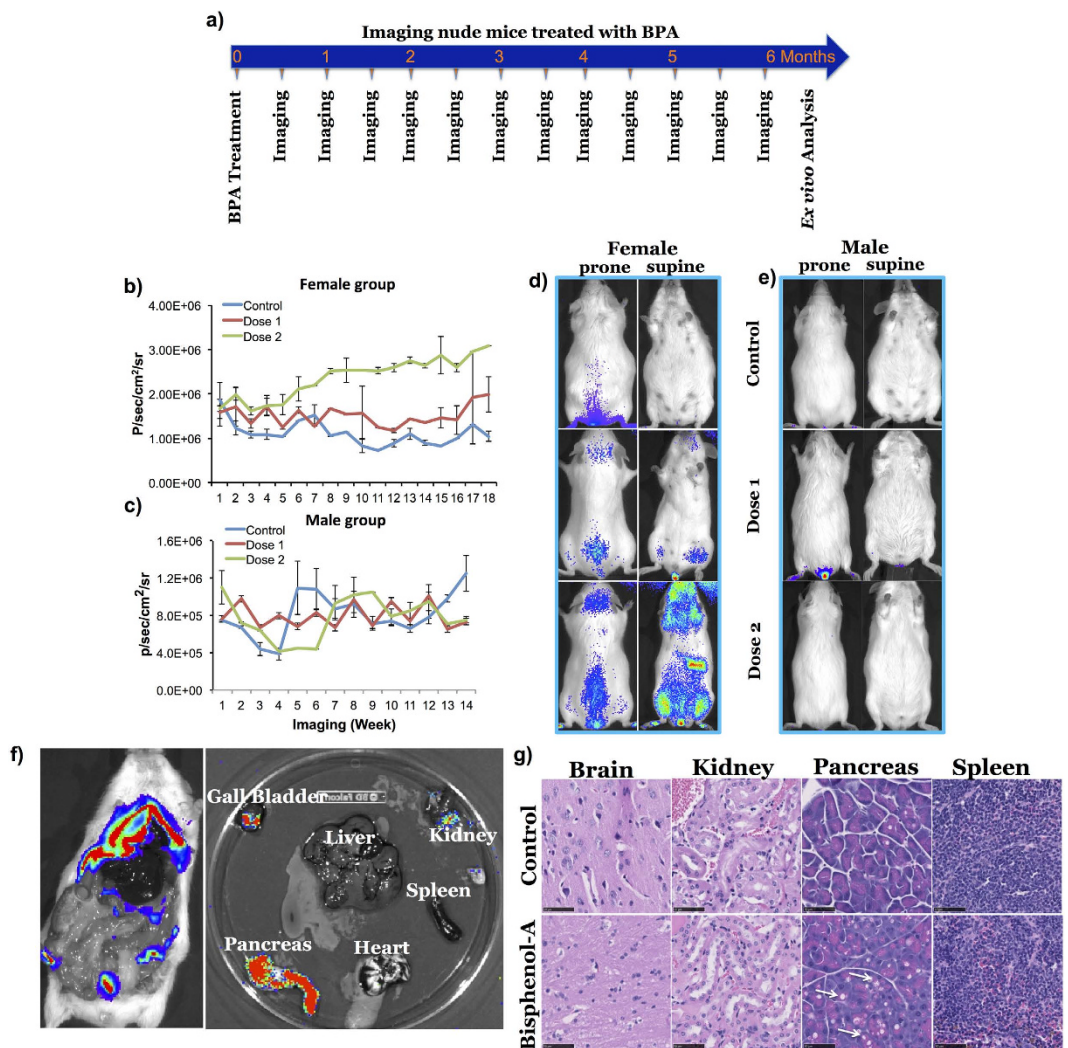 a)
Imaging nude mice treated with BPA
0 1 2 3 4 5 6 Months
BPA Treatment
Imaging
Imaging
Imaging
Imaging
Imaging
Imaging
Imaging
Imaging
Imaging
Imaging
Imaging
Imaging
Ex vivo Analysis
b)
Female group
4.00E+06
3.00E+06
2.00E+06
1.00E+06
0.00E+00
P/sec/cm²/sr
Control
Dose 1
Dose 2
1 2 3 4 5 6 7 8 9 10 11 12 13 14 15 16 17 18
c)
Male group
1.6E+06
1.2E+06
8.0E+05
4.0E+05
0.0E+00
p/sec/cm²/sr
Control
Dose 1
Dose 2
1 2 3 4 5 6 7 8 9 10 11 12 13 14
Imaging (Week)
d)
Female
prone supine
e)
Male
prone supine
Control
Dose 1
Dose 2
f)
Gall Bladder
Kidney
Liver
Spleen
Pancreas
Heart
g)
Brain Kidney Pancreas Spleen
Control
Bisphenol-A